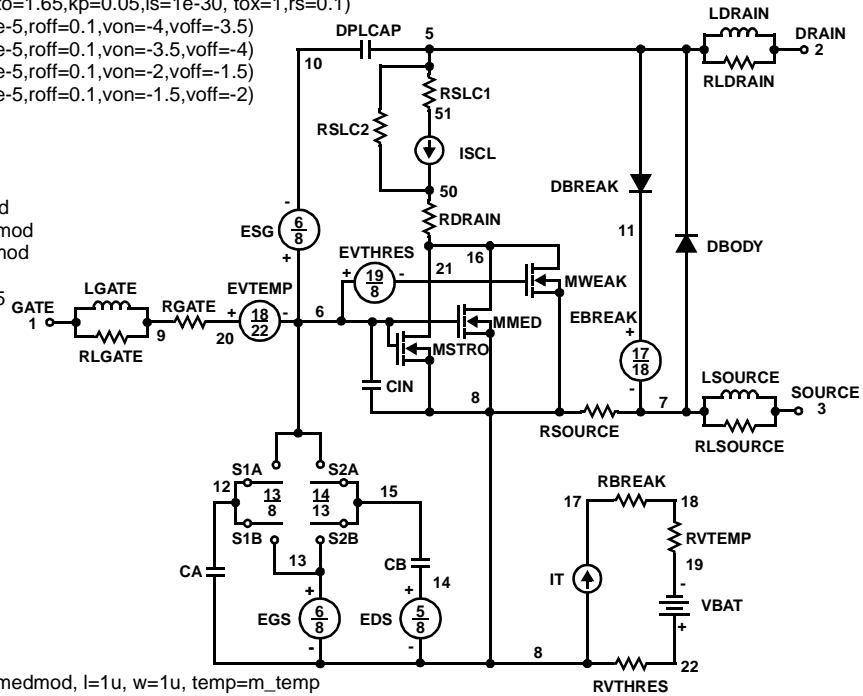 to=1.65,kp=0.05,is=1e-30, tox=1,rs=0.1)
e-5,roff=0.1,von=-4,voff=-3.5)
e-5,roff=0.1,von=-3.5,voff=-4)
e-5,roff=0.1,von=-2,voff=-1.5)
e-5,roff=0.1,von=-1.5,voff=-2)
d
mod
mod
5
LDRAIN
DPLCAP
5
DRAIN
2
10
RLDRAIN
RSLC1
51
RSLC2
ISCL
50
DBREAK
RDRAIN
11
DBODY
ESG
-
6
8
+
EVTHRES
+
19
8
-
21
16
MWEAK
LGATE
EVTEMP
GATE
1
RGATE
+
18
22
-
6
MMED
EBREAK
+
17
18
-
9
20
RLGATE
MSTRO
CIN
8
LSOURCE
SOURCE
3
7
RSOURCE
RLSOURCE
S1A
S2A
12
13
8
14
13
15
RBREAK
17
18
S1B
S2B
RVTEMP
13
CB
19
CA
14
IT
-
VBAT
+
EGS
+
6
8
-
EDS
+
5
8
-
8
22
RVTHRES
medmod, l=1u, w=1u, temp=m_temp